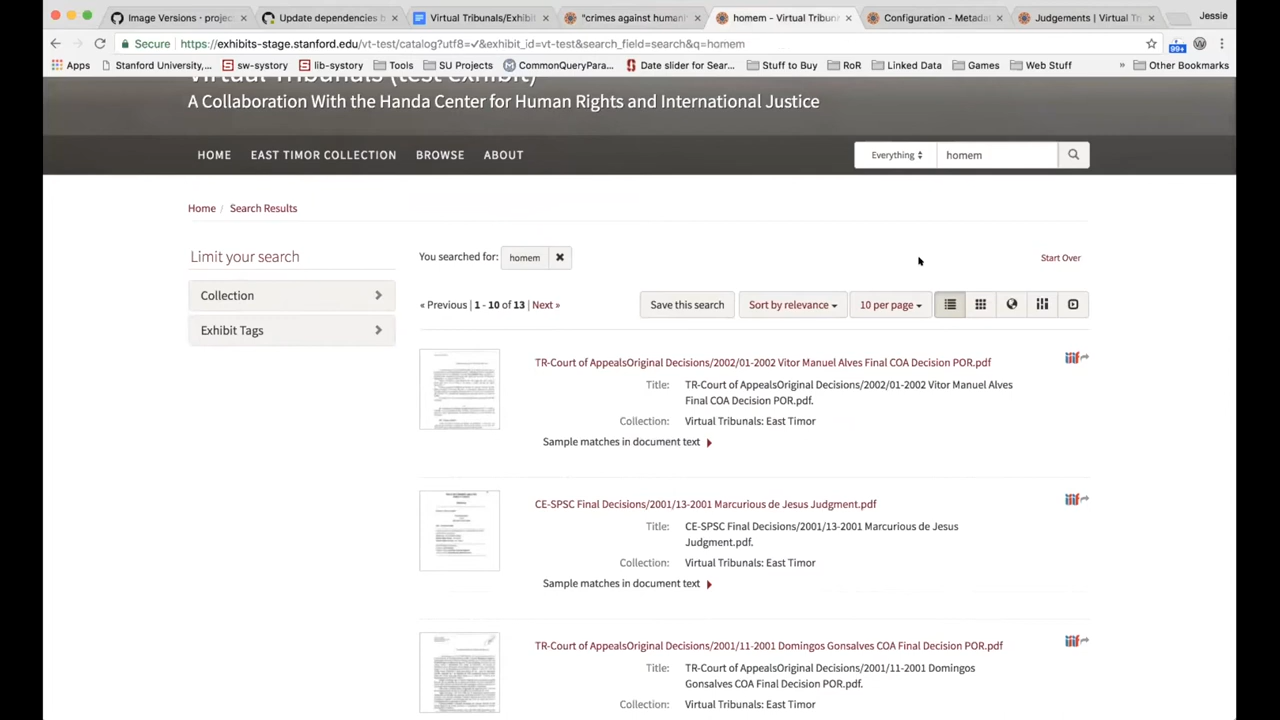 Image Versions · projec
Update dependencies b
Virtual Tribunals/Exhibit
"crimes against humani
homem - Virtual Tribun
Configuration - Metada
Judgements | Virtual Tri
Jessie
Secure https://exhibits-stage.stanford.edu/vt-test/catalog?utf8=✓&exhibit_id=vt-test&search_field=search&q=homem
99+
Apps Stanford University,... sw-systory lib-systory Tools SU Projects CommonQueryPara... Date slider for Sear... Stuff to Buy RoR Linked Data Games Web Stuff » Other Bookmarks
Virtual Tribunals (test exhibit)
A Collaboration With the Handa Center for Human Rights and International Justice
HOME EAST TIMOR COLLECTION BROWSE ABOUT Everything homem
Home / Search Results
Limit your search
Collection
Exhibit Tags
You searched for: homem ✖ Start Over
« Previous | 1 - 10 of 13 | Next » Save this search Sort by relevance 10 per page
TR-Court of AppealsOriginal Decisions/2002/01-2002 Vitor Manuel Alves Final COA Decision POR.pdf
Title: TR-Court of AppealsOriginal Decisions/2002/01-2002 Vitor Manuel Alves
Final COA Decision POR.pdf.
Collection: Virtual Tribunals: East Timor
Sample matches in document text
CE-SPSC Final Decisions/2001/13-2001 Marcurious de Jesus Judgment.pdf
Title: CE-SPSC Final Decisions/2001/13-2001 Marcurious de Jesus
Judgment.pdf.
Collection: Virtual Tribunals: East Timor
Sample matches in document text
TR-Court of AppealsOriginal Decisions/2001/11_2001 Domingos Gonsalves COA Final Decision POR.pdf
Title: TR-Court of AppealsOriginal Decisions/2001/11_2001 Domingos
Gonsalves COA Final Decision POR.pdf.
Collection: Virtual Tribunals: East Timor